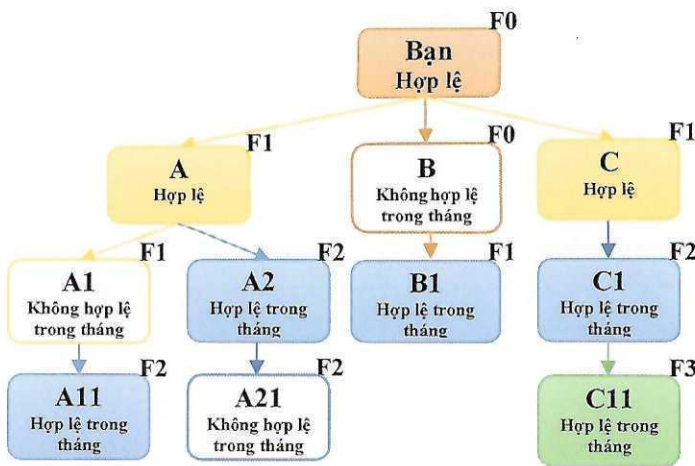 F0
Bạn
Hợp lệ
F1
F0
F1
A
Hợp lệ
B
Không hợp lệ
trong tháng
C
Hợp lệ
F1
F2
F1
F2
A1
Không hợp lệ
trong tháng
A2
Hợp lệ trong
tháng
B1
Hợp lệ trong
tháng
C1
Hợp lệ trong
tháng
F2
F2
F3
A11
Hợp lệ trong
tháng
A21
Không hợp lệ
trong tháng
C11
Hợp lệ trong
tháng